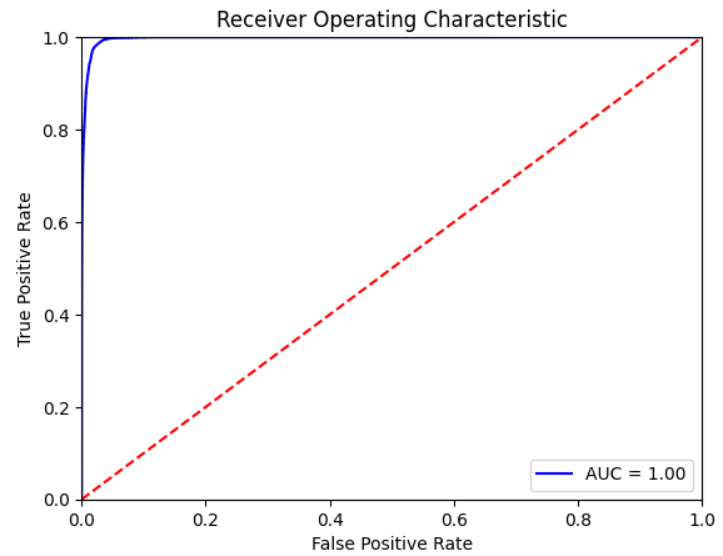 Receiver Operating Characteristic
1.0
0.8
0.6
0.4
0.2
0.0
True Positive Rate
AUC = 1.00
0.0 0.2 0.4 0.6 0.8 1.0
False Positive Rate